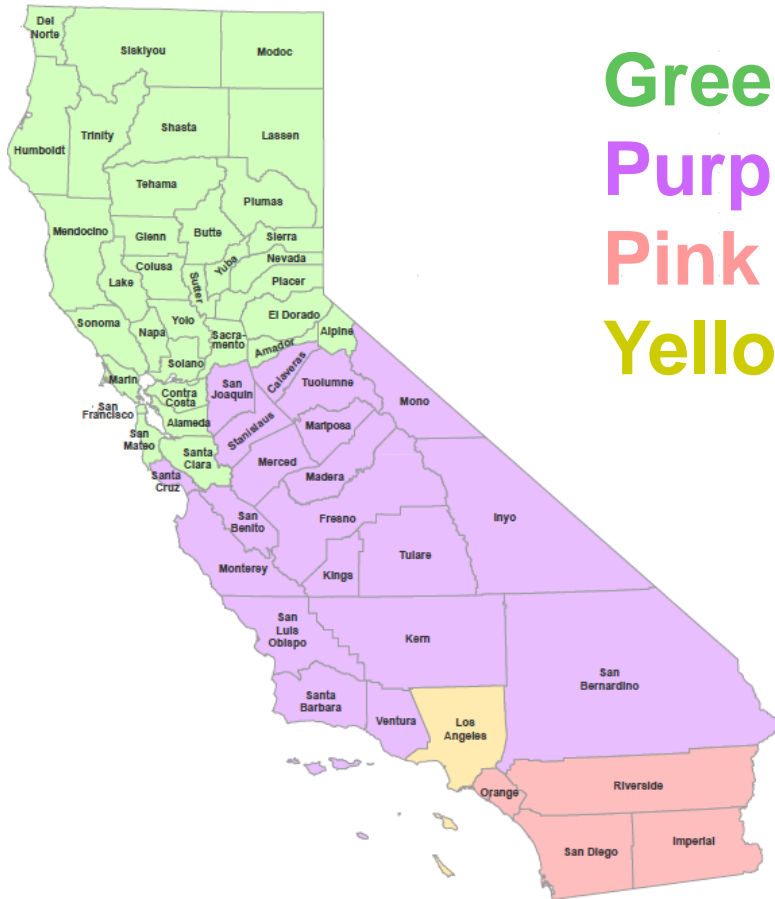 Del
Norte
Siskiyou
Modoc
Humboldt
Trinity
Shasta
Lassen
Tehama
Plumas
Mendocino
Glenn
Butte
Sierra
Colusa
Yuba
Nevada
Lake
Sutter
Placer
Sonoma
Napa
Yolo
El Dorado
Sacra-
mento
Alpine
Solano
Amador
Marin
Contra
Costa
San
Joaquin
Calaveras
Tuolumne
Mono
San
Francisco
Alameda
Stanislaus
Mariposa
San
Mateo
Santa
Clara
Merced
Santa
Cruz
Madera
San
Benito
Fresno
Inyo
Monterey
Kings
Tulare
San
Luis
Obispo
Kern
San
Bernardino
Santa
Barbara
Ventura
Los
Angeles
Orange
Riverside
San Diego
Imperial
Gree
Purp
Pink
Yello